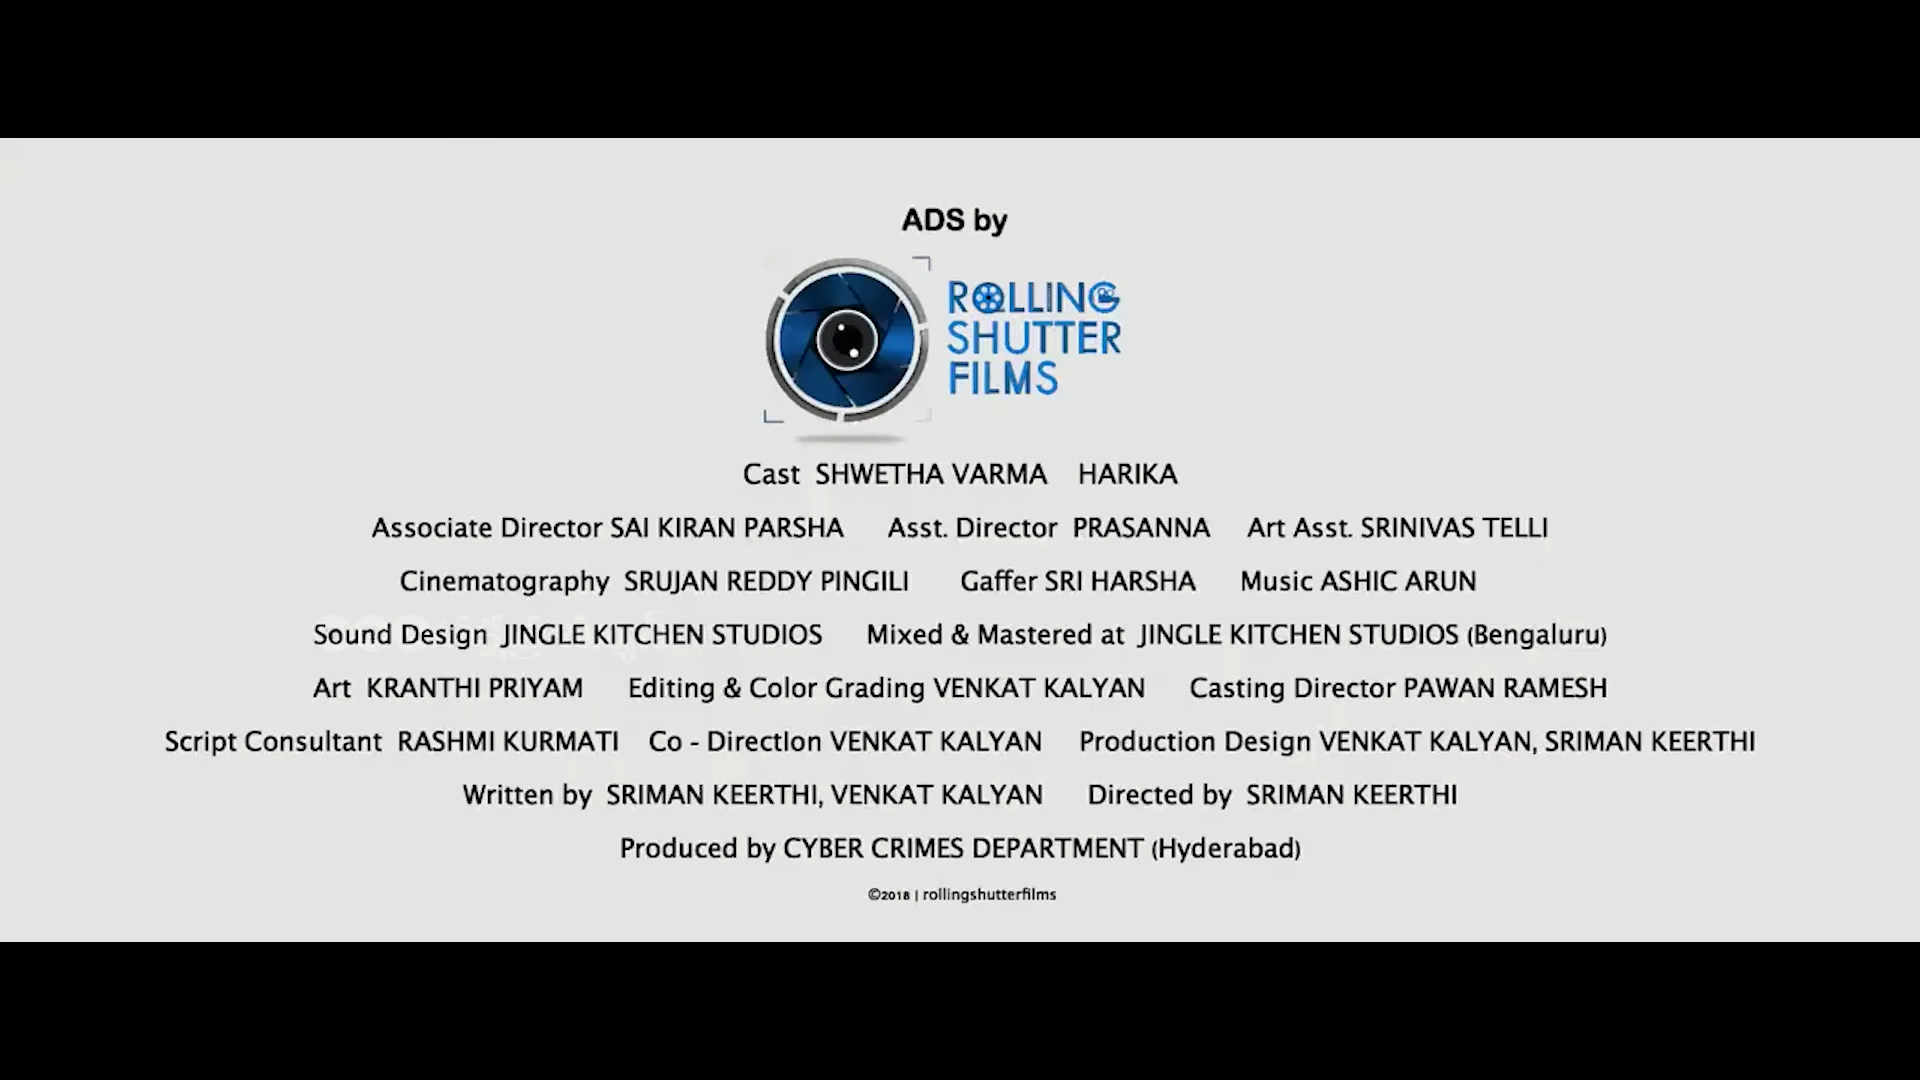 ADS by
ROLLING
SHUTTER
FILMS
Cast SHWETHA VARMA HARIKA
Associate Director SAI KIRAN PARSHA Asst. Director PRASANNA Art Asst. SRINIVAS TELLI
Cinematography SRUJAN REDDY PINGILI Gaffer SRI HARSHA Music ASHIC ARUN
Sound Design JINGLE KITCHEN STUDIOS Mixed & Mastered at JINGLE KITCHEN STUDIOS (Bengaluru)
Art KRANTHI PRIYAM Editing & Color Grading VENKAT KALYAN Casting Director PAWAN RAMESH
Script Consultant RASHMI KURMATI Co - DirectIon VENKAT KALYAN Production Design VENKAT KALYAN, SRIMAN KEERTHI
Written by SRIMAN KEERTHI, VENKAT KALYAN Directed by SRIMAN KEERTHI
Produced by CYBER CRIMES DEPARTMENT (Hyderabad)
©2018 | rollingshutterfilms